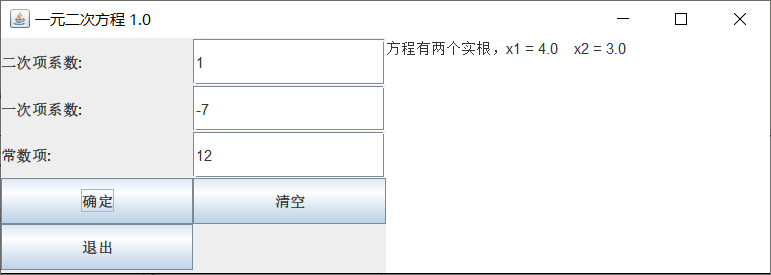 一元二次方程 1.0
二次项系数:
1
方程有两个实根，x1 = 4.0    x2 = 3.0
一次项系数:
-7
常数项:
12
确定
清空
退出